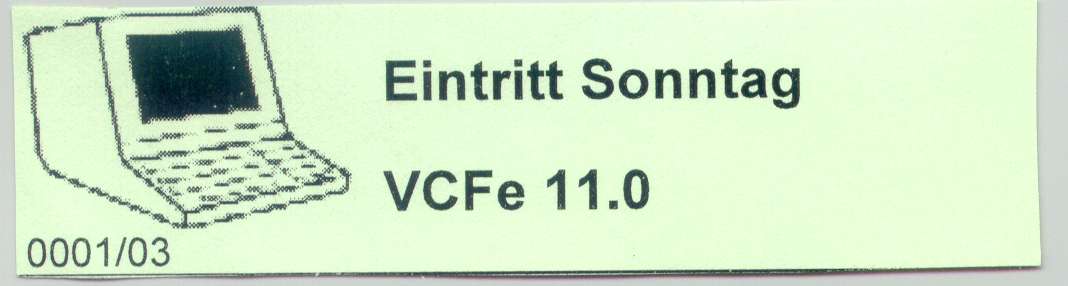 Eintritt Sonntag
VCFe 11.0
0001/03